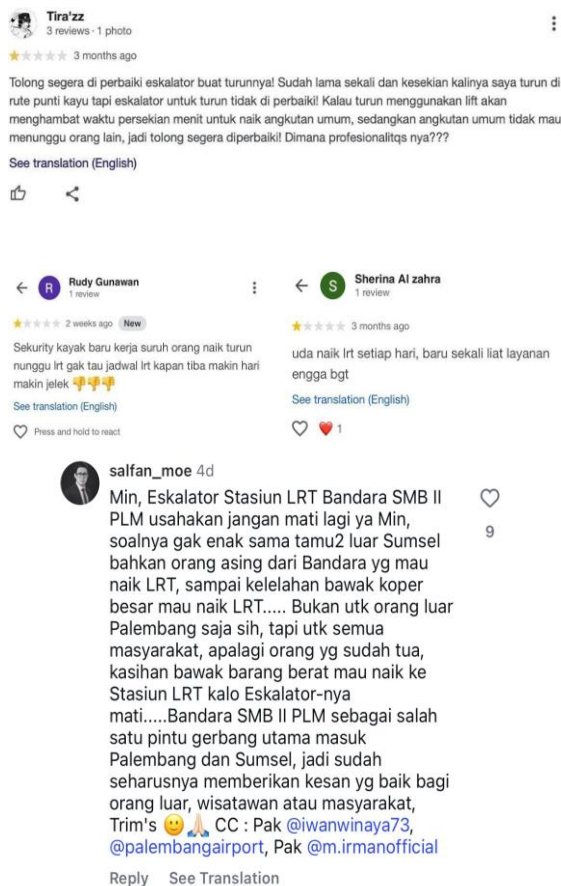 Tira'zz
3 reviews · 1 photo
3 months ago
Tolong segera di perbaiki eskalator buat turunnya! Sudah lama sekali dan kesekian kalinya saya turun di
rute punti kayu tapi eskalator untuk turun tidak di perbaiki! Kalau turun menggunakan lift akan
menghambat waktu persekian menit untuk naik angkutan umum, sedangkan angkutan umum tidak mau
menunggu orang lain, jadi tolong segera diperbaiki! Dimana profesionalitqs nya???
See translation (English)
Rudy Gunawan
R
1 review
2 weeks ago New
Sekurity kayak baru kerja suruh orang naik turun
nunggu lrt gak tau jadwal lrt kapan tiba makin hari
makin jelek 👎👎👎
See translation (English)
Press and hold to react
Sherina Al zahra
S
1 review
3 months ago
uda naik lrt setiap hari, baru sekali liat layanan
engga bgt
See translation (English)
❤️ 1
salfan_moe 4d
Min, Eskalator Stasiun LRT Bandara SMB II
PLM usahakan jangan mati lagi ya Min,
soalnya gak enak sama tamu2 luar Sumsel
bahkan orang asing dari Bandara yg mau
naik LRT, sampai kelelahan bawak koper
besar mau naik LRT..... Bukan utk orang luar
Palembang saja sih, tapi utk semua
masyarakat, apalagi orang yg sudah tua,
kasihan bawak barang berat mau naik ke
Stasiun LRT kalo Eskalator-nya
mati.....Bandara SMB II PLM sebagai salah
satu pintu gerbang utama masuk
Palembang dan Sumsel, jadi sudah
seharusnya memberikan kesan yg baik bagi
orang luar, wisatawan atau masyarakat,
Trim's 🙂🙏🏻 CC : Pak @iwanwinaya73,
@palembangairport, Pak @m.irmanofficial
9
Reply See Translation